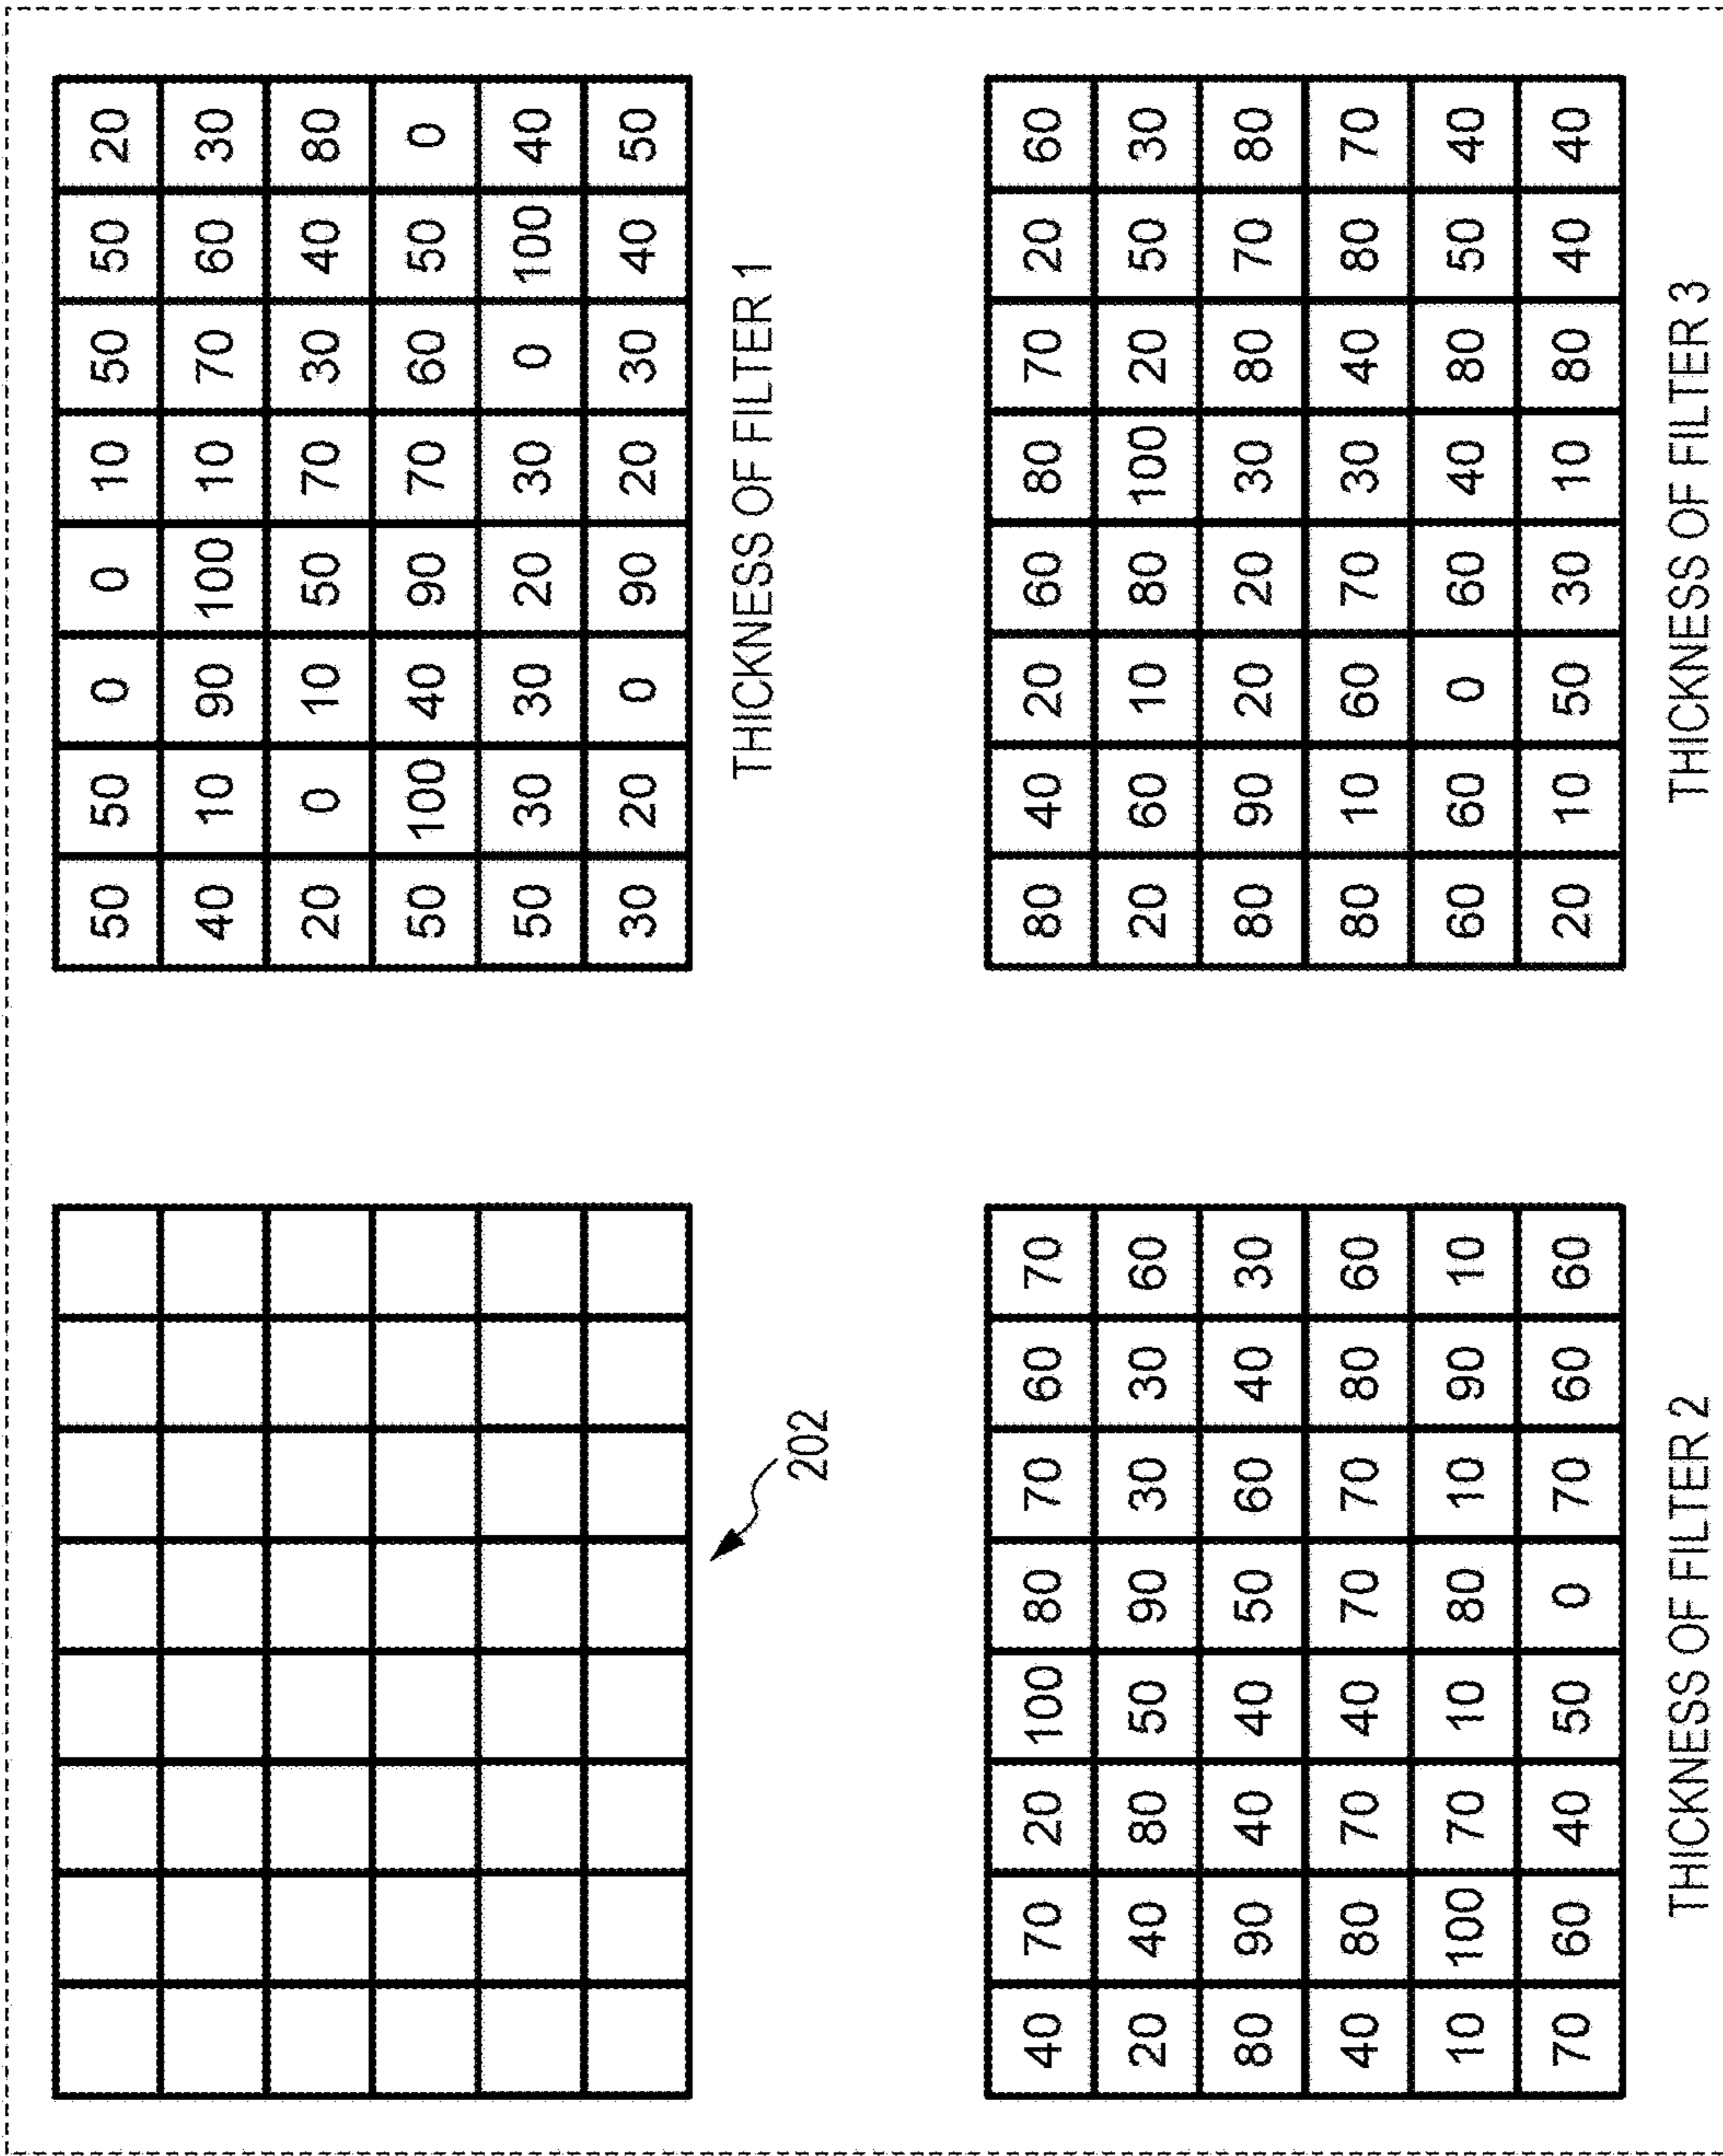 202
50 50 0 0 10 50 50 20
40 10 90 100 10 70 60 30
20 0 10 50 70 30 40 80
50 100 40 90 70 60 50 0
50 30 30 20 30 0 100 40
30 20 0 90 20 30 40 50
THICKNESS OF FILTER 1
40 70 20 100 80 70 60 70
20 40 80 50 90 30 30 60
80 90 40 40 50 60 40 30
40 80 70 40 70 70 80 60
10 100 70 10 80 10 90 10
70 60 40 50 0 70 60 60
THICKNESS OF FILTER 2
80 40 20 60 80 70 20 60
20 60 10 80 100 20 50 30
80 90 20 20 30 80 70 80
80 10 60 70 30 40 80 70
60 60 0 60 40 80 50 40
20 10 50 30 10 80 40 40
THICKNESS OF FILTER 3